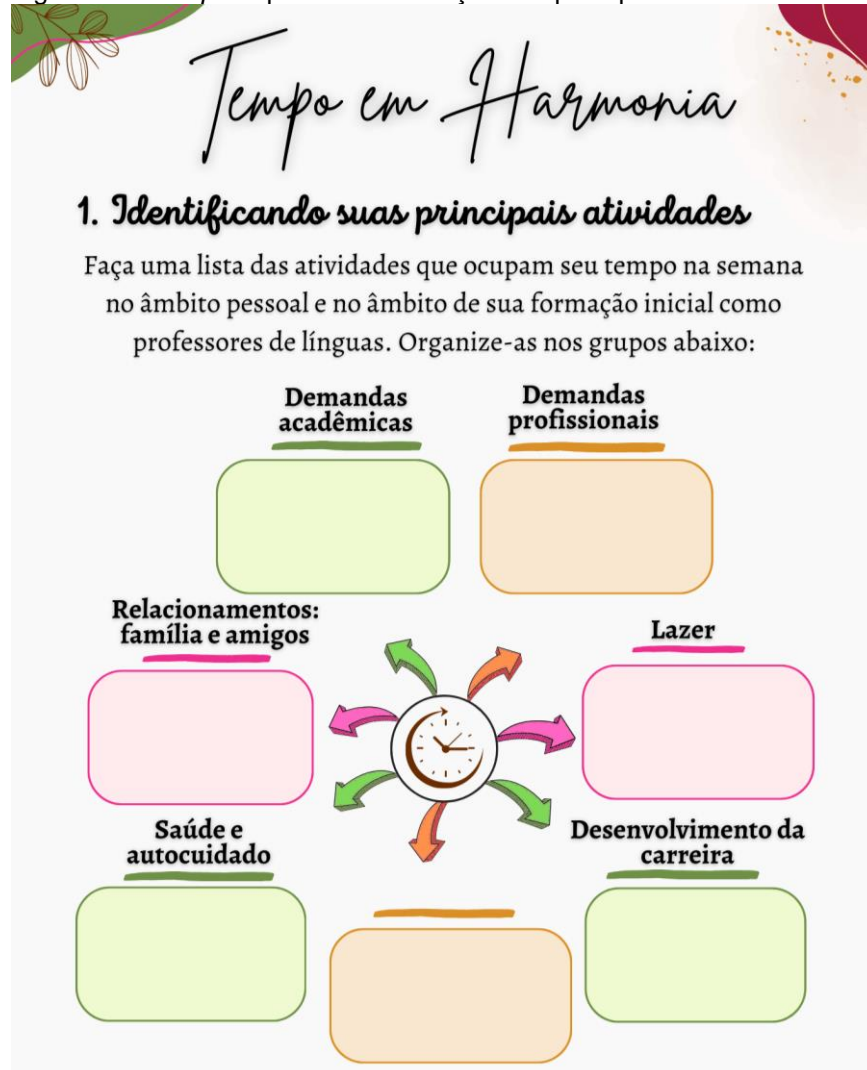 Tempo em Harmonia
1. Identificando suas principais atividades
Faça uma lista das atividades que ocupam seu tempo na semana
no âmbito pessoal e no âmbito de sua formação inicial como
professores de línguas. Organize-as nos grupos abaixo:
Demandas
acadêmicas
Demandas
profissionais
Relacionamentos:
família e amigos
Lazer
Saúde e
autocuidado
Desenvolvimento da
carreira